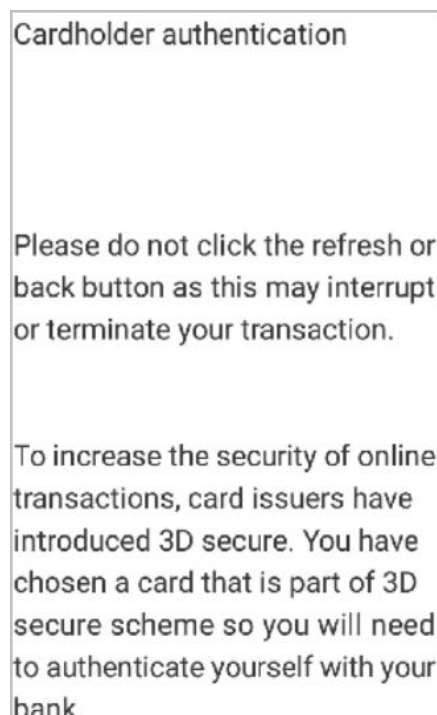 Cardholder authentication
Please do not click the refresh or
back button as this may interrupt
or terminate your transaction.
To increase the security of online
transactions, card issuers have
introduced 3D secure. You have
chosen a card that is part of 3D
secure scheme so you will need
to authenticate yourself with your
bank.